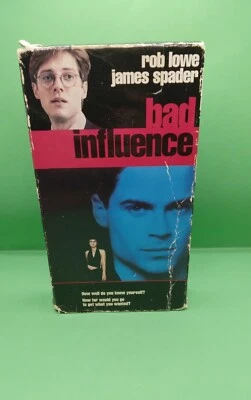 rob lowe
james spader
bad
influence
How well do you know yourself?
How far would you go
to get what you wanted?